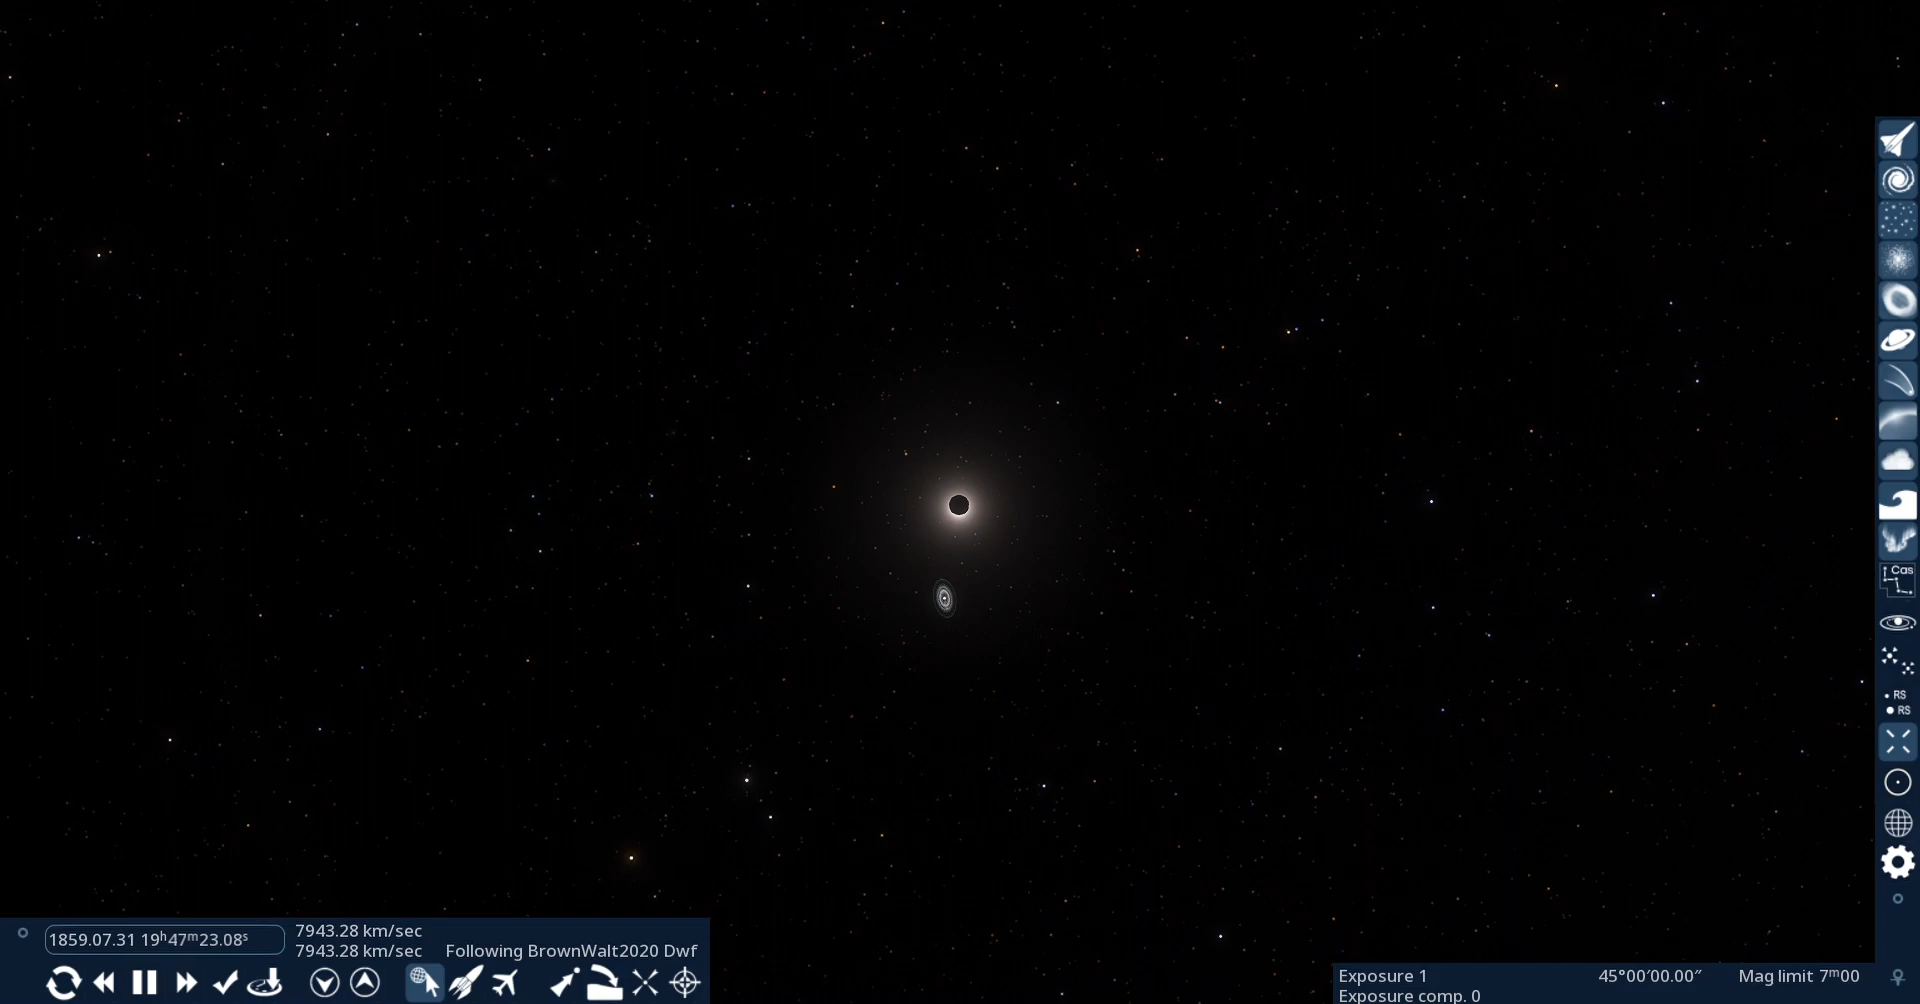 Cas
RS
RS
1859.07.31 19ʰ47ᵐ23.08ˢ
7943.28 km/sec
7943.28 km/sec Following BrownWalt2020 Dwf
Exposure 1 45°00′00.00″ Mag limit 7ᵐ00
Exposure comp. 0